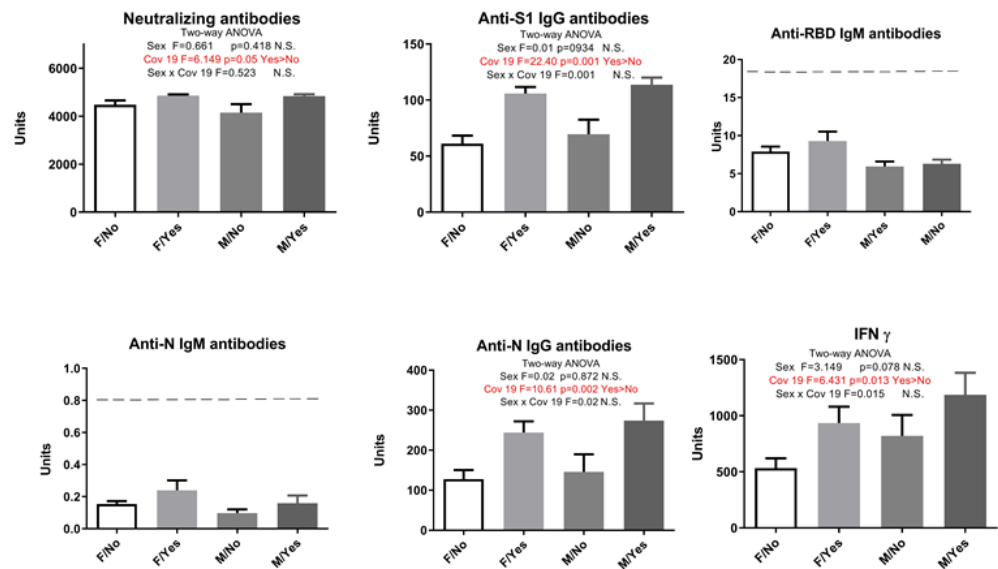 Neutralizing antibodies
Two-way ANOVA
Sex F=0.661 p=0.418 N.S.
Cov 19 F=6.149 p=0.05 Yes>No
Sex x Cov 19 F=0.523 N.S.
Units
6000
4000
2000
0
F/No
F/Yes
M/No
M/Yes
Anti-S1 IgG antibodies
Two-way ANOVA
Sex F=0.01 p=0934 N.S.
Cov 19 F=22.40 p=0.001 Yes>No
Sex x Cov 19 F=0.001 N.S.
Units
150
100
50
0
F/No
F/Yes
M/No
M/Yes
Anti-RBD IgM antibodies
Units
20
15
10
5
0
F/No
F/Yes
M/Yes
M/No
Anti-N IgM antibodies
Units
1.0
0.8
0.6
0.4
0.2
0.0
F/No
F/Yes
M/No
M/Yes
Anti-N IgG antibodies
Two-way ANOVA
Sex F=0.02 p=0.872 N.S.
Cov 19 F=10.61 p=0.002 Yes>No
Sex x Cov 19 F=0.02 N.S.
Units
400
300
200
100
0
F/No
F/Yes
M/No
M/Yes
IFN γ
Two-way ANOVA
Sex F=3.149 p=0.078 N.S.
Cov 19 F=6.431 p=0.013 Yes>No
Sex x Cov 19 F=0.015 N.S.
Units
1500
1000
500
0
F/No
F/Yes
M/No
M/Yes